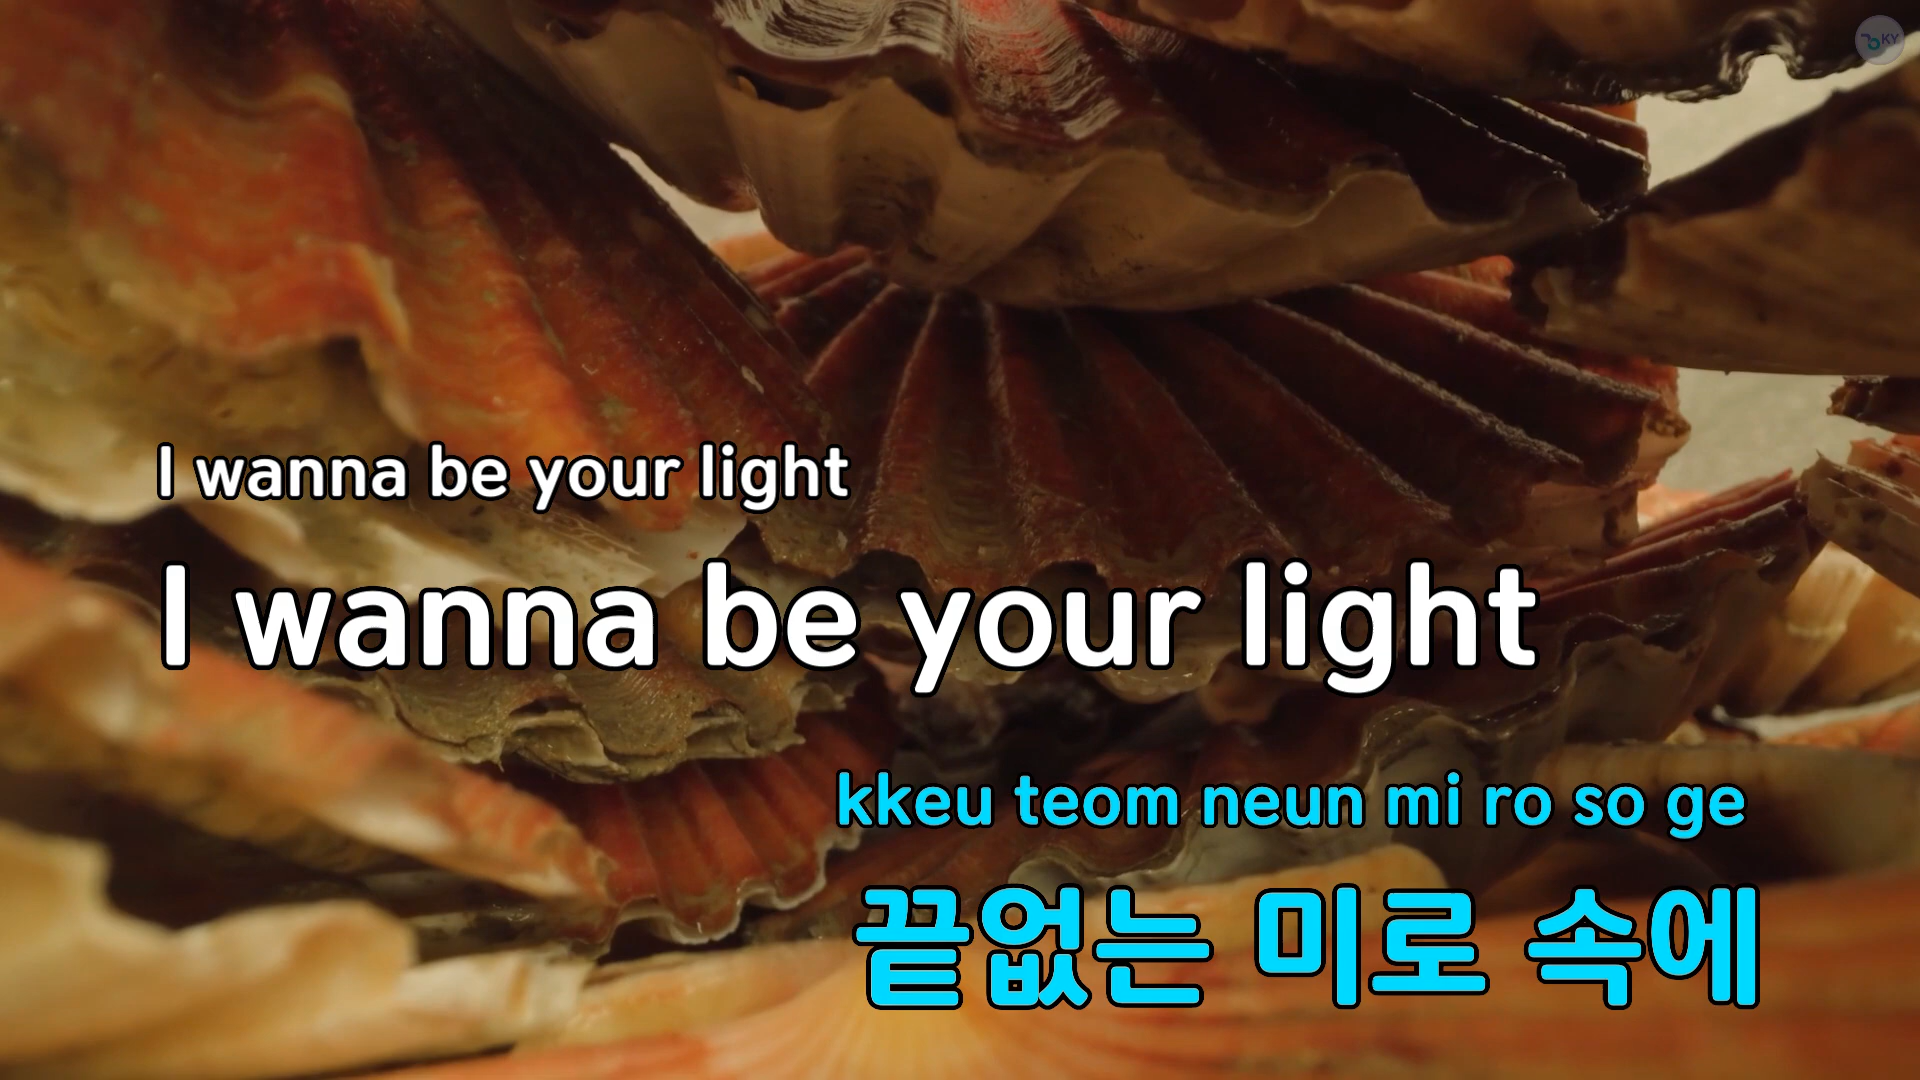 KY
I wanna be your light
I wanna be your light
kkeu teom neun mi ro so ge
끝없는 미로 속에